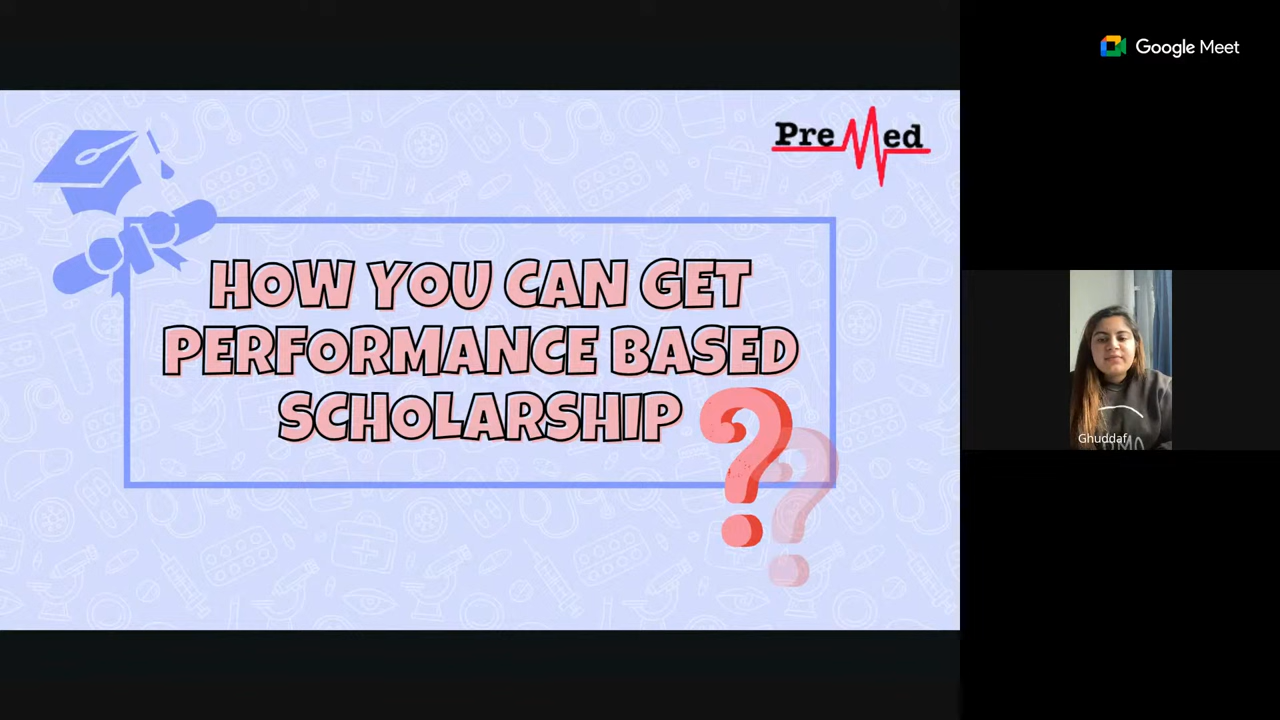 Google Meet
PreMed
HOW YOU CAN GET
PERFORMANCE BASED
SCHOLARSHIP
?
?
Ghuddaf